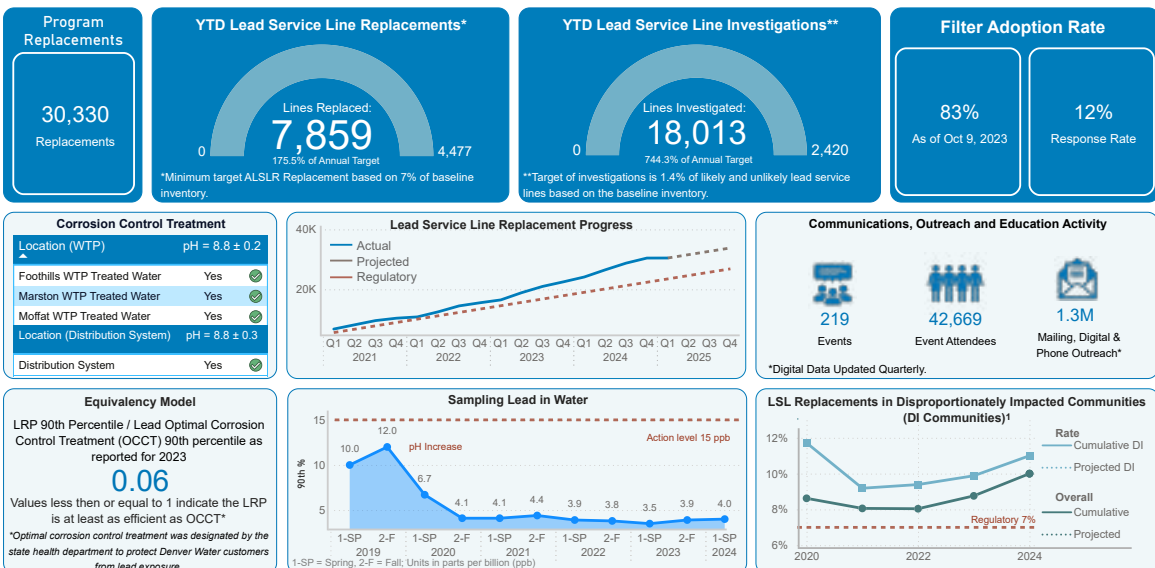 Program
Replacements
30,330
Replacements
YTD Lead Service Line Replacements*
Lines Replaced:
7,859
175.5% of Annual Target
0
4,477
*Minimum target ALSLR Replacement based on 7% of baseline
inventory.
YTD Lead Service Line Investigations**
Lines Investigated:
18,013
744.3% of Annual Target
0
2,420
**Target of investigations is 1.4% of likely and unlikely lead service
lines based on the baseline inventory.
Filter Adoption Rate
83%
As of Oct 9, 2023
12%
Response Rate
Corrosion Control Treatment
Location (WTP) pH = 8.8 ± 0.2
Foothills WTP Treated Water Yes
Marston WTP Treated Water Yes
Moffat WTP Treated Water Yes
Location (Distribution System) pH = 8.8 ± 0.3
Distribution System Yes
Lead Service Line Replacement Progress
40K
20K
Actual
Projected
Regulatory
Q1 Q2 Q3 Q4 Q1 Q2 Q3 Q4 Q1 Q2 Q3 Q4 Q1 Q2 Q3 Q4 Q1 Q2 Q3 Q4
2021 2022 2023 2024 2025
Communications, Outreach and Education Activity
219
Events
42,669
Event Attendees
1.3M
Mailing, Digital &
Phone Outreach*
*Digital Data Updated Quarterly.
Equivalency Model
LRP 90th Percentile / Lead Optimal Corrosion
Control Treatment (OCCT) 90th percentile as
reported for 2023
0.06
Values less then or equal to 1 indicate the LRP
is at least as efficient as OCCT*
*Optimal corrosion control treatment was designated by the
state health department to protect Denver Water customers
from lead exposure
Sampling Lead in Water
90th %
15
10
5
Action level 15 ppb
pH Increase
10.0 12.0 6.7 4.1 4.1 4.4 3.9 3.8 3.5 3.9 4.0
1-SP 2-F 1-SP 2-F 1-SP 2-F 1-SP 2-F 1-SP 2-F 1-SP
2019 2020 2021 2022 2023 2024
1-SP = Spring, 2-F = Fall; Units in parts per billion (ppb)
LSL Replacements in Disproportionately Impacted Communities
(DI Communities)¹
12%
10%
8%
6%
Regulatory 7%
2020 2022 2024
Rate
Cumulative DI
Projected DI
Overall
Cumulative
Projected